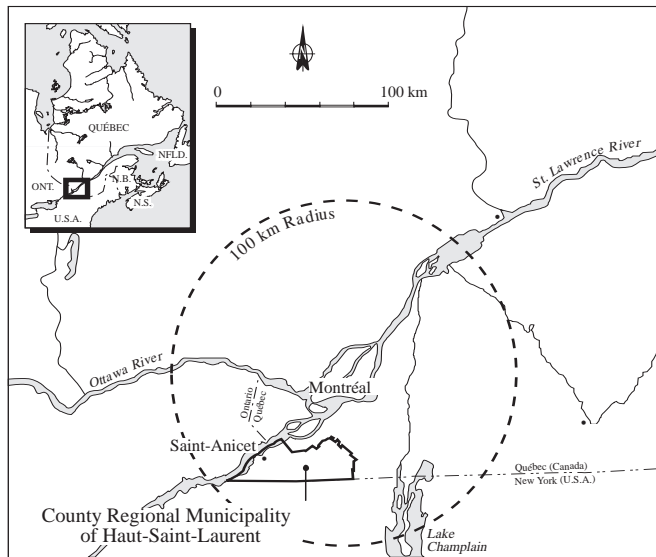 0
100 km
QUÉBEC
NFLD.
ONT.
N.B.
N.S.
U.S.A.
St. Lawrence River
100 km Radius
Ottawa River
Ontario
Québec
Montréal
Saint-Anicet
Québec (Canada)
New York (U.S.A.)
County Regional Municipality
of Haut-Saint-Laurent
Lake
Champlain